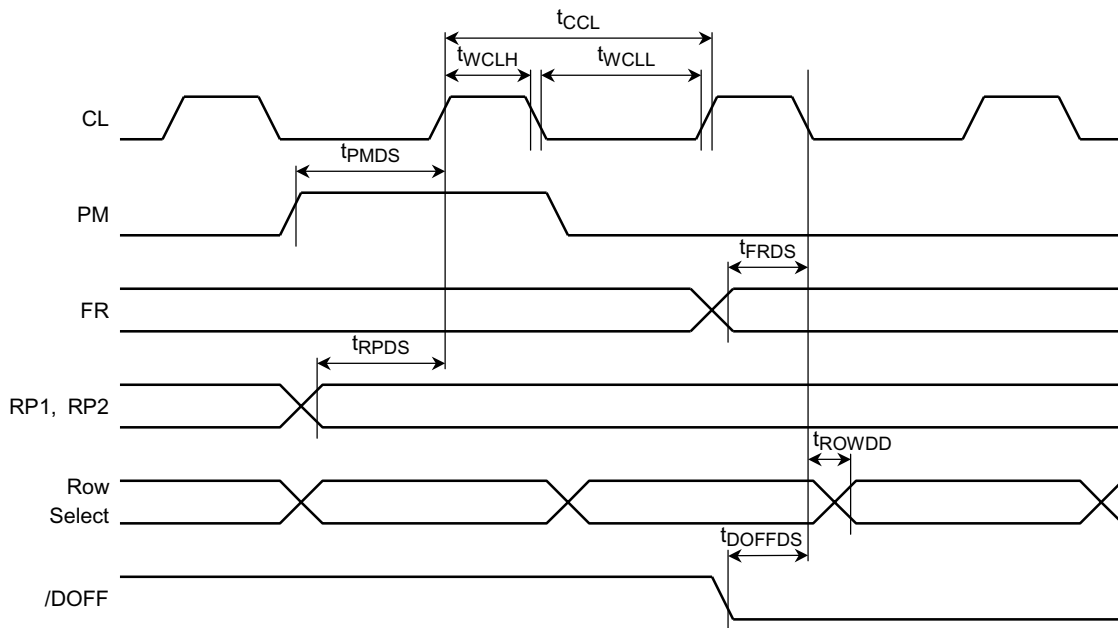 tCCL
tWCLH
tWCLL
CL
tPMDS
PM
tFRDS
FR
tRPDS
RP1, RP2
tROWDD
Row
Select
tDOFFDS
/DOFF